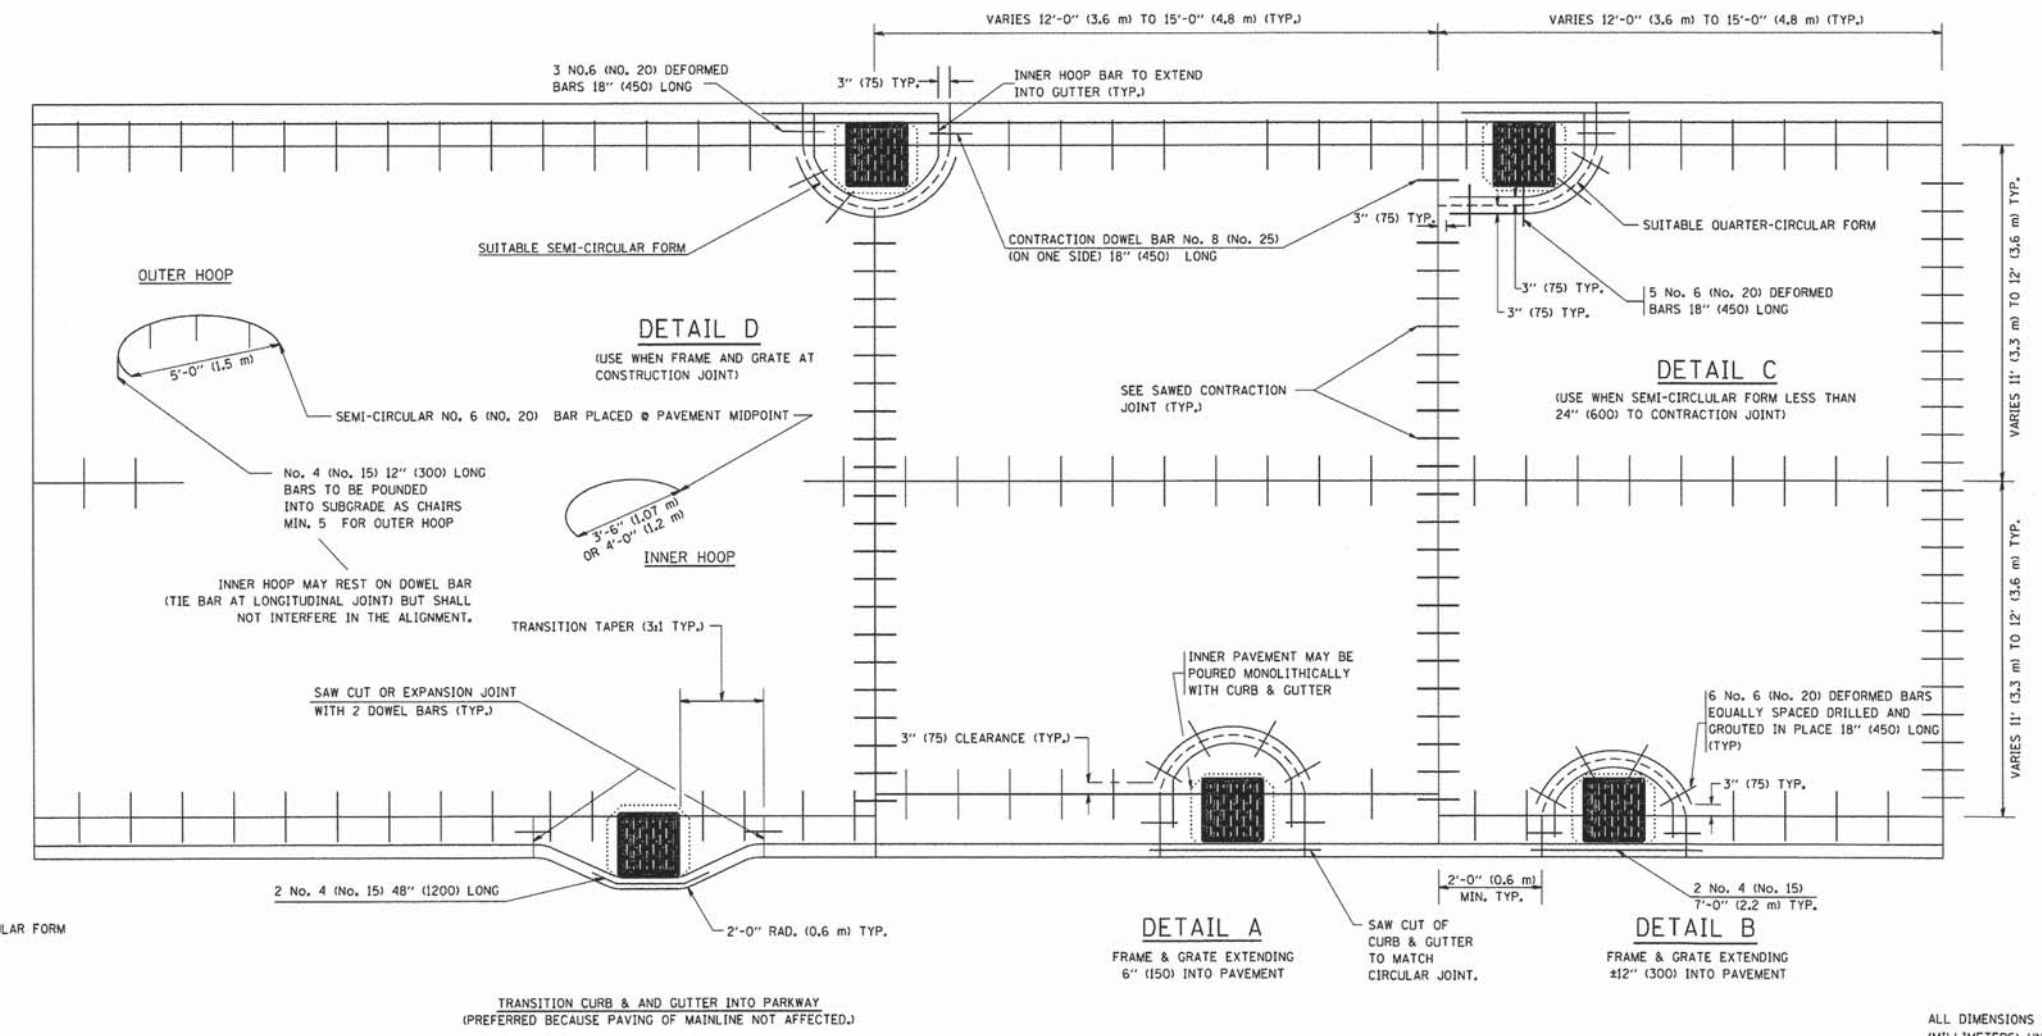 VARIES 12'-0" (3.6 m) TO 15'-0" (4.8 m) (TYP.)
VARIES 12'-0" (3.6 m) TO 15'-0" (4.8 m) (TYP.)
3 NO.6 (NO. 20) DEFORMED
BARS 18" (450) LONG
3" (75) TYP.
INNER HOOP BAR TO EXTEND
INTO GUTTER (TYP.)
SUITABLE SEMI-CIRCULAR FORM
CONTRACTION DOWEL BAR No. 8 (No. 25)
(ON ONE SIDE) 18" (450) LONG
3" (75) TYP.
SUITABLE QUARTER-CIRCULAR FORM
3" (75) TYP.
3" (75) TYP.
5 No. 6 (No. 20) DEFORMED
BARS 18" (450) LONG
VARIES 11' (3.3 m) TO 12' (3.6 m) TYP.
OUTER HOOP
5'-0" (1.5 m)
DETAIL D
(USE WHEN FRAME AND GRATE AT
CONSTRUCTION JOINT)
SEE SAWED CONTRACTION
JOINT (TYP.)
DETAIL C
(USE WHEN SEMI-CIRCLULAR FORM LESS THAN
24" (600) TO CONTRACTION JOINT)
SEMI-CIRCULAR NO. 6 (NO. 20) BAR PLACED @ PAVEMENT MIDPOINT
No. 4 (No. 15) 12" (300) LONG
BARS TO BE POUNDED
INTO SUBGRADE AS CHAIRS
MIN. 5 FOR OUTER HOOP
3'-6" (1.07 m)
OR 4'-0" (1.2 m)
INNER HOOP
INNER HOOP MAY REST ON DOWEL BAR
(TIE BAR AT LONGITUDINAL JOINT) BUT SHALL
NOT INTERFERE IN THE ALIGNMENT.
TRANSITION TAPER (3:1 TYP.)
VARIES 11' (3.3 m) TO 12' (3.6 m) TYP.
SAW CUT OR EXPANSION JOINT
WITH 2 DOWEL BARS (TYP.)
INNER PAVEMENT MAY BE
POURED MONOLITHICALLY
WITH CURB & GUTTER
3" (75) CLEARANCE (TYP.)
6 No. 6 (No. 20) DEFORMED BARS
EQUALLY SPACED DRILLED AND
GROUTED IN PLACE 18" (450) LONG
(TYP)
3" (75) TYP.
2 No. 4 (No. 15) 48" (1200) LONG
2'-0" RAD. (0.6 m) TYP.
2'-0" (0.6 m)
MIN. TYP.
2 No. 4 (No. 15)
7'-0" (2.2 m) TYP.
DETAIL A
FRAME & GRATE EXTENDING
6" (150) INTO PAVEMENT
SAW CUT OF
CURB & GUTTER
TO MATCH
CIRCULAR JOINT.
DETAIL B
FRAME & GRATE EXTENDING
±12" (300) INTO PAVEMENT
LAR FORM
TRANSITION CURB & AND GUTTER INTO PARKWAY
(PREFERRED BECAUSE PAVING OF MAINLINE NOT AFFECTED.)
ALL DIMENSIONS